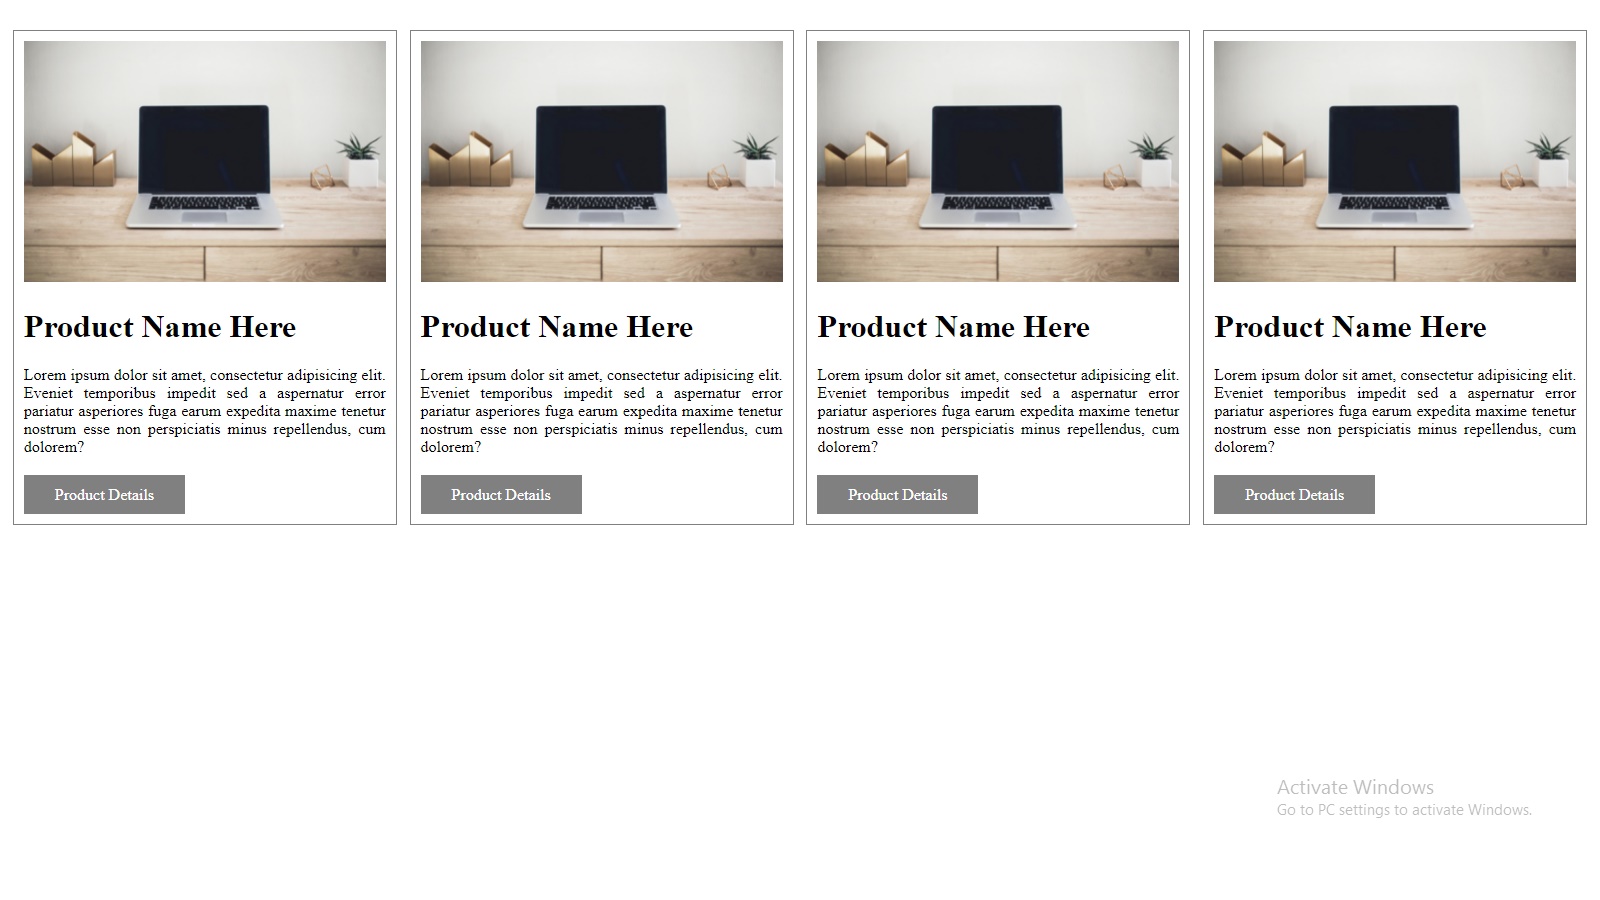 Product Name Here
Lorem ipsum dolor sit amet, consectetur adipisicing elit.
Eveniet temporibus impedit sed a aspernatur error
pariatur asperiores fuga earum expedita maxime tenetur
nostrum esse non perspiciatis minus repellendus, cum
dolorem?
Product Details
Product Name Here
Lorem ipsum dolor sit amet, consectetur adipisicing elit.
Eveniet temporibus impedit sed a aspernatur error
pariatur asperiores fuga earum expedita maxime tenetur
nostrum esse non perspiciatis minus repellendus, cum
dolorem?
Product Details
Product Name Here
Lorem ipsum dolor sit amet, consectetur adipisicing elit.
Eveniet temporibus impedit sed a aspernatur error
pariatur asperiores fuga earum expedita maxime tenetur
nostrum esse non perspiciatis minus repellendus, cum
dolorem?
Product Details
Product Name Here
Lorem ipsum dolor sit amet, consectetur adipisicing elit.
Eveniet temporibus impedit sed a aspernatur error
pariatur asperiores fuga earum expedita maxime tenetur
nostrum esse non perspiciatis minus repellendus, cum
dolorem?
Product Details
Activate Windows
Go to PC settings to activate Windows.